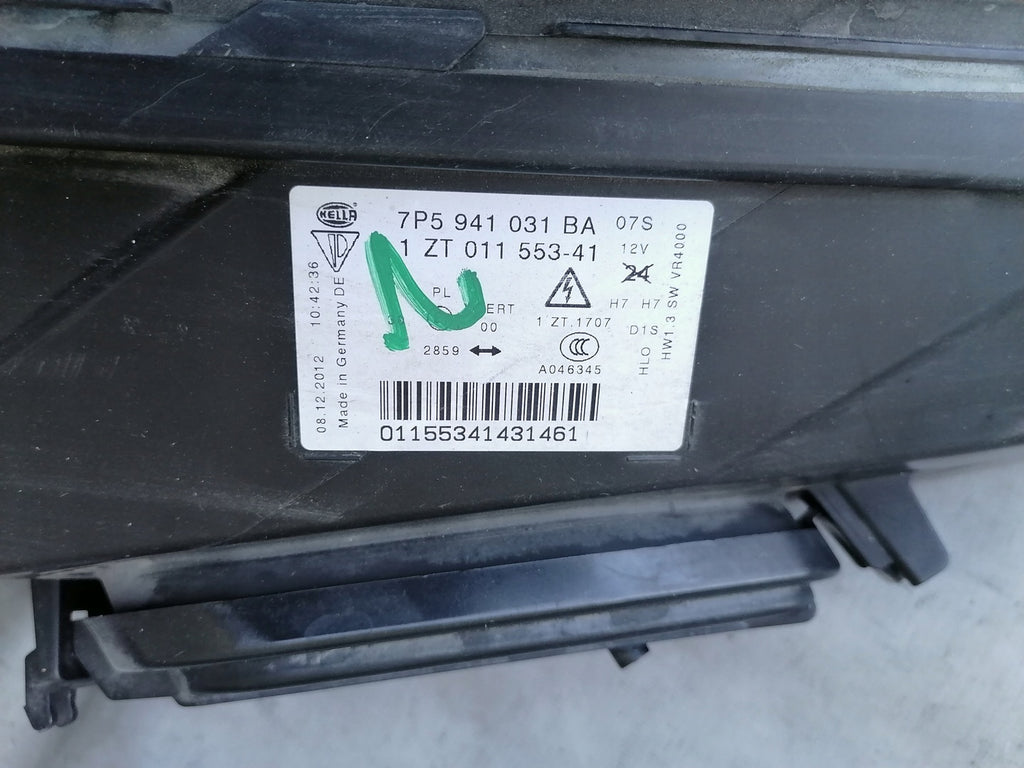 HELLA
7P5 941 031 BA 07S
1 ZT 011 553-41 12V
24
PL
ERT
H7 H7
00
1 ZT.1707
D1S
2859
CCC
A046345
HLO
HW1.3 SW VR4000
01155341431461
08.12.2012 10:42:36
Made in Germany DE